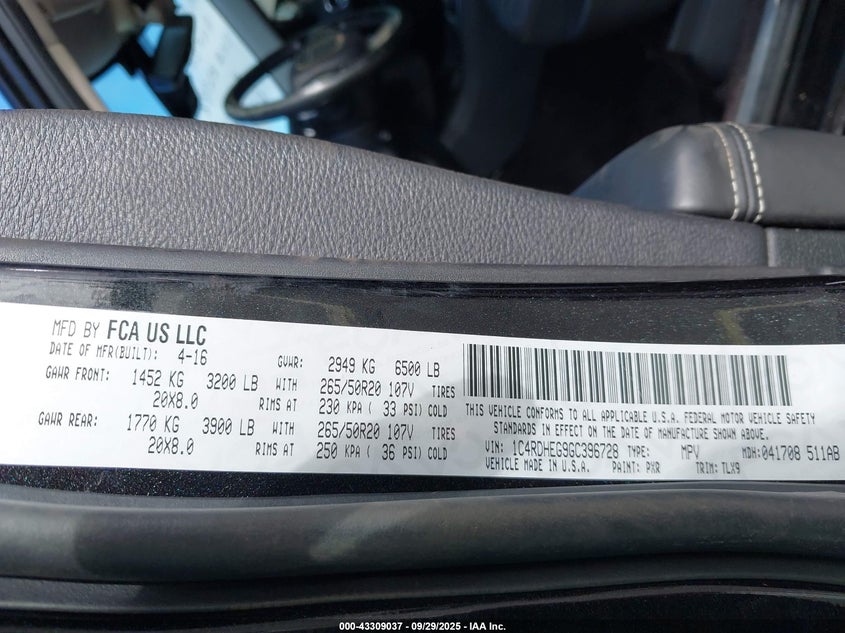 MFD BY FCA US LLC
DATE OF MFR(BUILT): 4-16 GVWR: 2949 KG 6500 LB
GAWR FRONT: 1452 KG 3200 LB WITH 265/50R20 107V TIRES
20X8.0 RIMS AT 230 KPA ( 33 PSI) COLD
GAWR REAR: 1770 KG 3900 LB WITH 265/50R20 107V TIRES
20X8.0 RIMS AT 250 KPA ( 36 PSI) COLD
THIS VEHICLE CONFORMS TO ALL APPLICABLE U.S.A. FEDERAL MOTOR VEHICLE SAFETY
STANDARDS IN EFFECT ON THE DATE OF MANUFACTURE SHOWN ABOVE.
VIN: 1C4RDHEG9GC396728 TYPE: MPV MDH:041708 511AB
VEHICLE MADE IN U.S.A. PAINT: PXR TRIM: TLX9
000-43309037 - 09/29/2025 - IAA Inc.